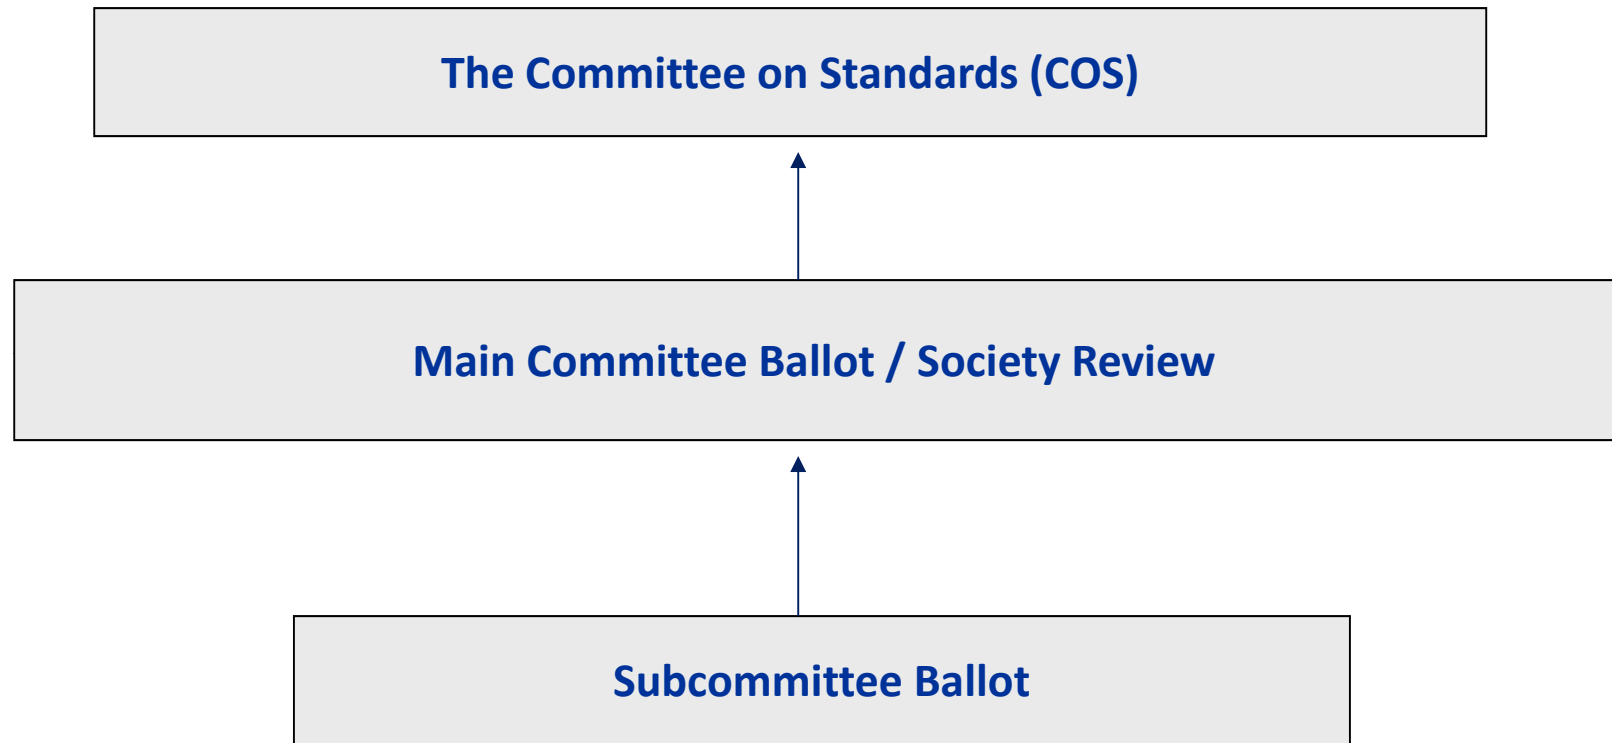 The Committee on Standards (COS)
Main Committee Ballot / Society Review
Subcommittee Ballot